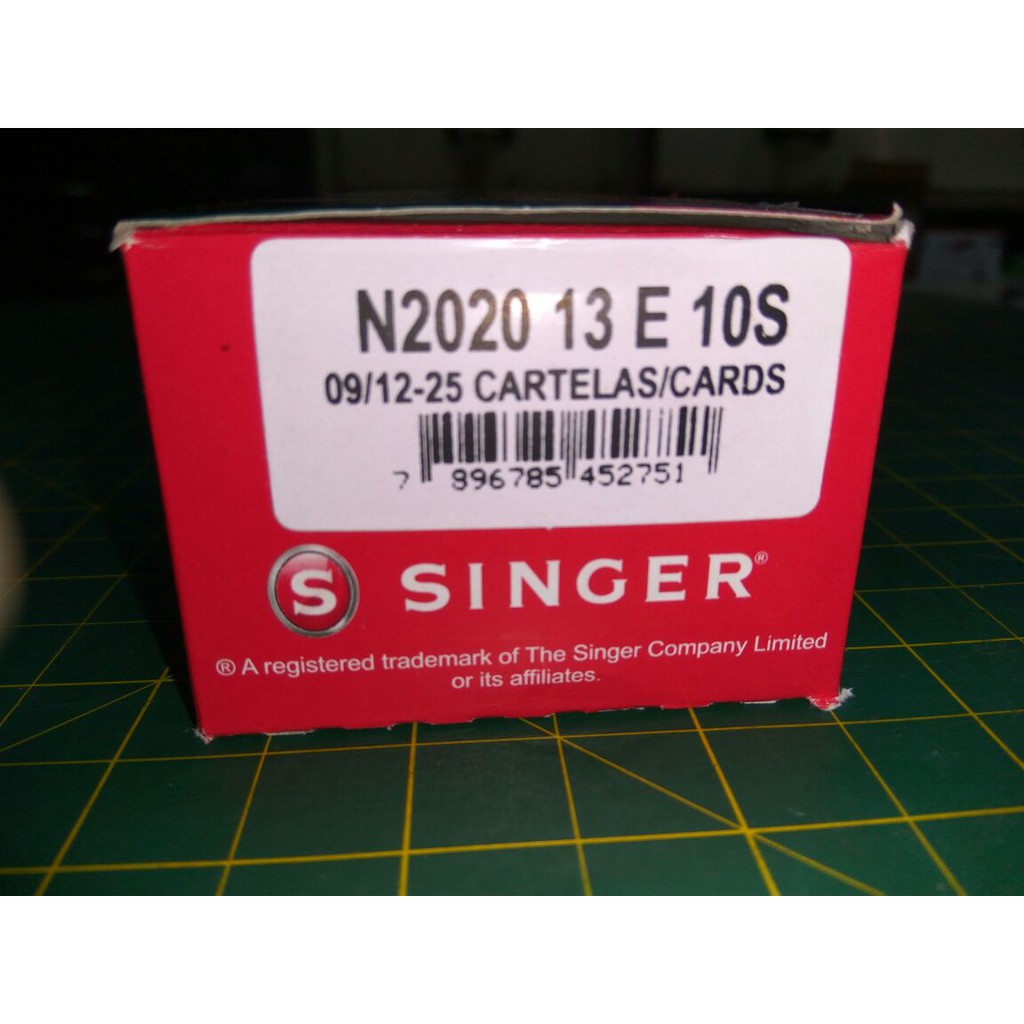 N2020 13 E 10S
09/12-25 CARTELAS/CARDS
7 896785 452751
S SINGER®
® A registered trademark of The Singer Company Limited
or its affiliates.